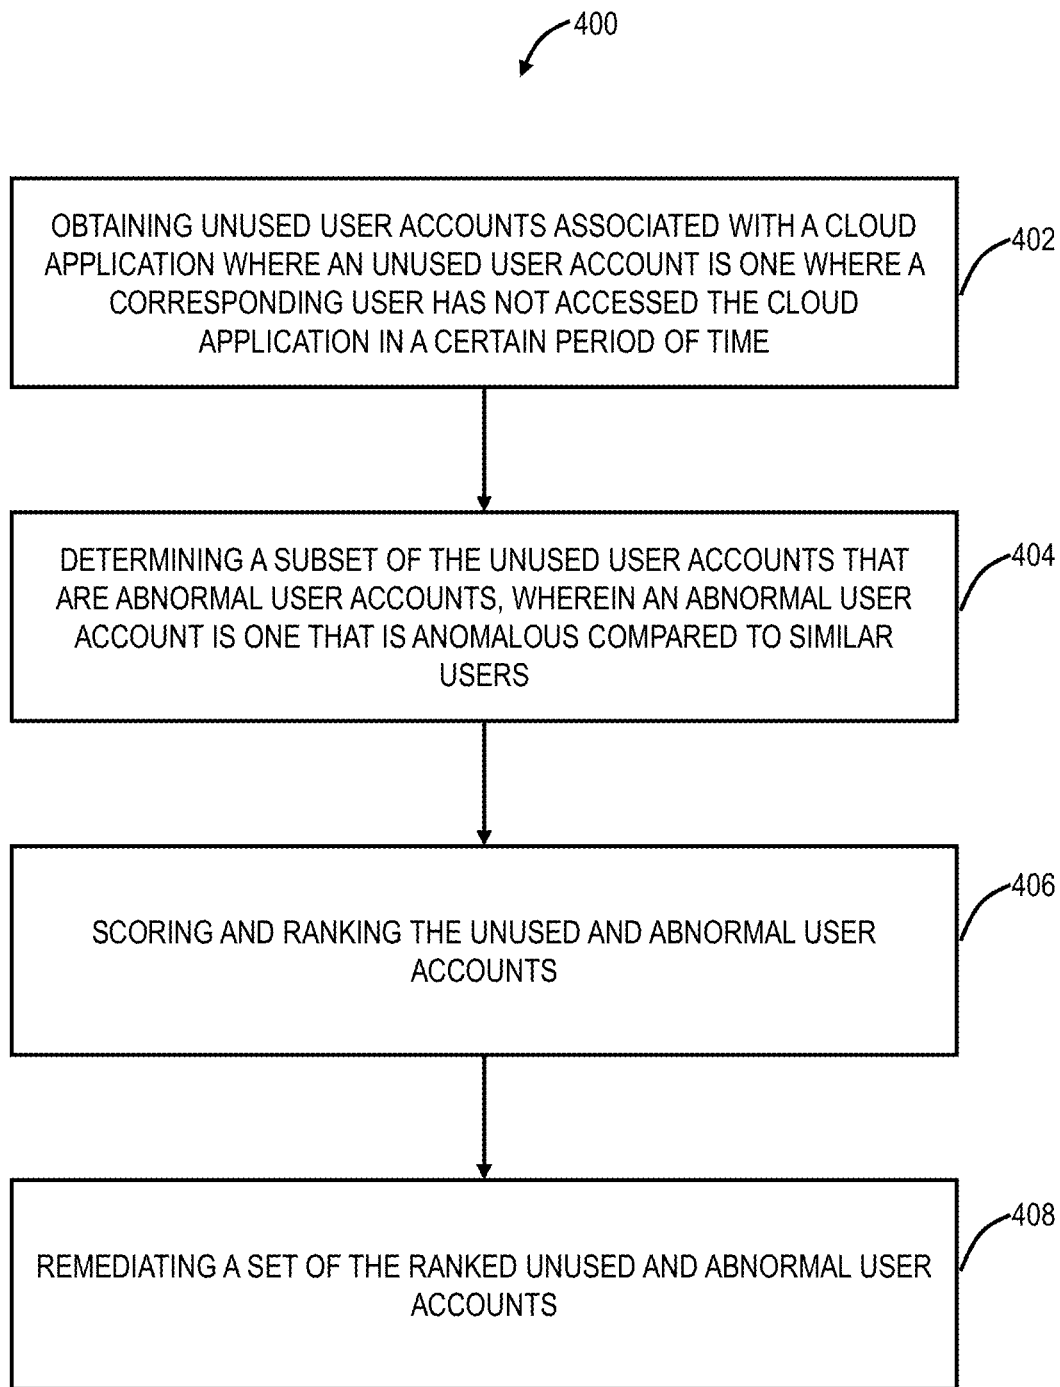 400
OBTAINING UNUSED USER ACCOUNTS ASSOCIATED WITH A CLOUD
APPLICATION WHERE AN UNUSED USER ACCOUNT IS ONE WHERE A
CORRESPONDING USER HAS NOT ACCESSED THE CLOUD
APPLICATION IN A CERTAIN PERIOD OF TIME
402
DETERMINING A SUBSET OF THE UNUSED USER ACCOUNTS THAT
ARE ABNORMAL USER ACCOUNTS, WHEREIN AN ABNORMAL USER
ACCOUNT IS ONE THAT IS ANOMALOUS COMPARED TO SIMILAR
USERS
404
SCORING AND RANKING THE UNUSED AND ABNORMAL USER
ACCOUNTS
406
REMEDIATING A SET OF THE RANKED UNUSED AND ABNORMAL USER
ACCOUNTS
408